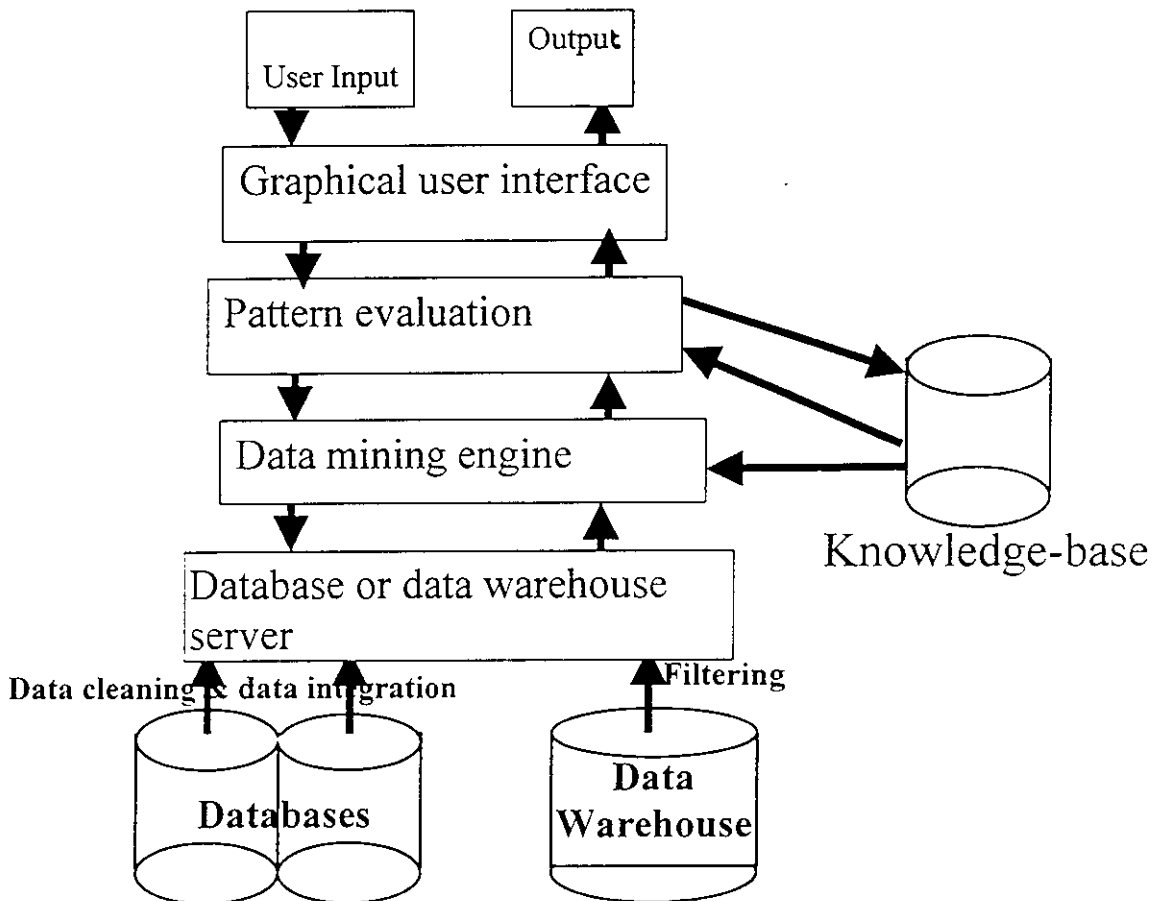 User Input
Output
Graphical user interface
Pattern evaluation
Data mining engine
Knowledge-base
Database or data warehouse
server
Data cleaning & data integration
Filtering
Databases
Data
Warehouse